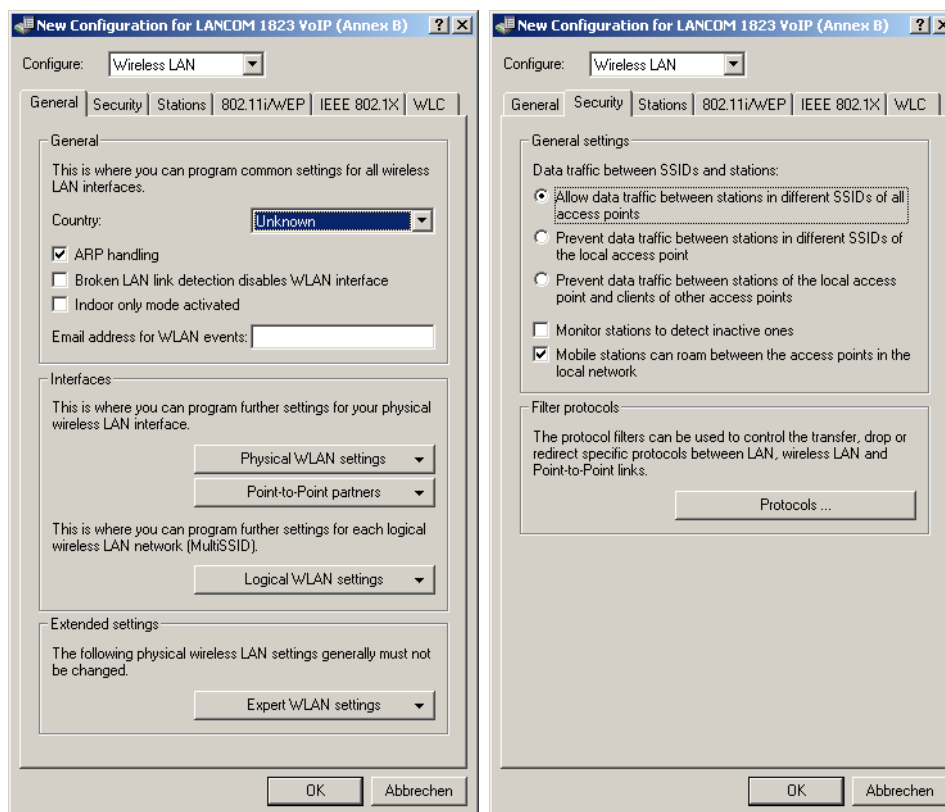 New Configuration for LANCOM 1823 VoIP (Annex B)
Configure: Wireless LAN
General Security Stations 802.11i/WEP IEEE 802.1X WLC
General
This is where you can program common settings for all wireless
LAN interfaces.
Country: Unknown
ARP handling
Broken LAN link detection disables WLAN interface
Indoor only mode activated
Email address for WLAN events:
Interfaces
This is where you can program further settings for your physical
wireless LAN interface.
Physical WLAN settings
Point-to-Point partners
This is where you can program further settings for each logical
wireless LAN network (MultiSSID).
Logical WLAN settings
Extended settings
The following physical wireless LAN settings generally must not
be changed.
Expert WLAN settings
OK Abbrechen
New Configuration for LANCOM 1823 VoIP (Annex B)
Configure: Wireless LAN
General Security Stations 802.11i/WEP IEEE 802.1X WLC
General settings
Data traffic between SSIDs and stations:
Allow data traffic between stations in different SSIDs of all
access points
Prevent data traffic between stations in different SSIDs of
the local access point
Prevent data traffic between stations of the local access
point and clients of other access points
Monitor stations to detect inactive ones
Mobile stations can roam between the access points in the
local network
Filter protocols
The protocol filters can be used to control the transfer, drop or
redirect specific protocols between LAN, wireless LAN and
Point-to-Point links.
Protocols ...
OK Abbrechen